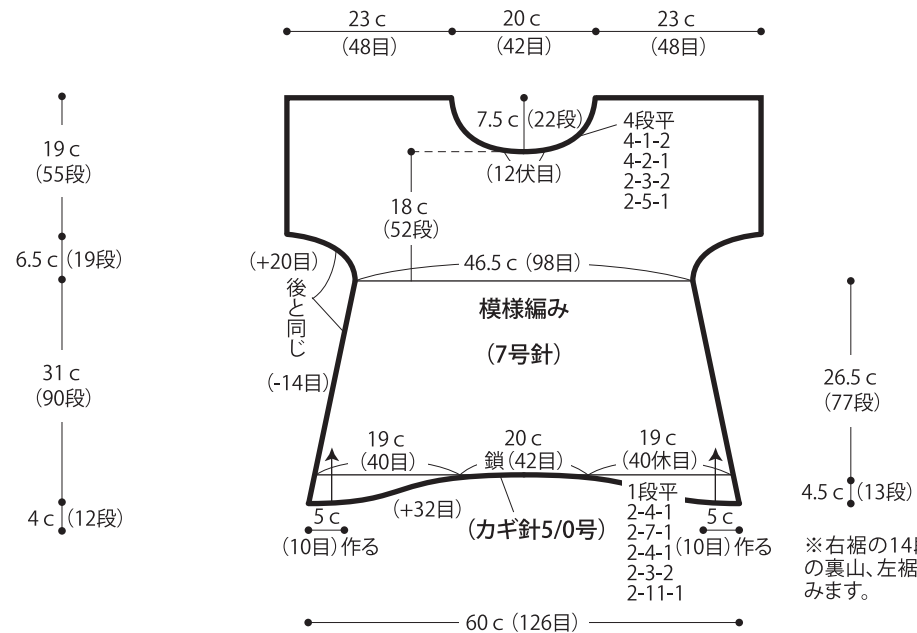 23 c
(48目)
20 c
(42目)
23 c
(48目)
7.5 c (22段)
4段平
4-1-2
4-2-1
2-3-2
2-5-1
(12伏目)
19 c
(55段)
18 c
(52段)
6.5 c (19段)
(+20目)
後と同じ
(-14目)
46.5 c (98目)
模様編み
(7号針)
31 c
(90段)
26.5 c
(77段)
19 c
(40目)
20 c
鎖(42目)
19 c
(40休目)
4 c (12段)
4.5 c (13段)
5 c
(10目)作る
(+32目)
(カギ針5/0号)
1段平
2-4-1
2-7-1
2-4-1
2-3-2
2-11-1
5 c
(10目)作る
※右裾の14
の裏山、左裾
みます。
60 c (126目)